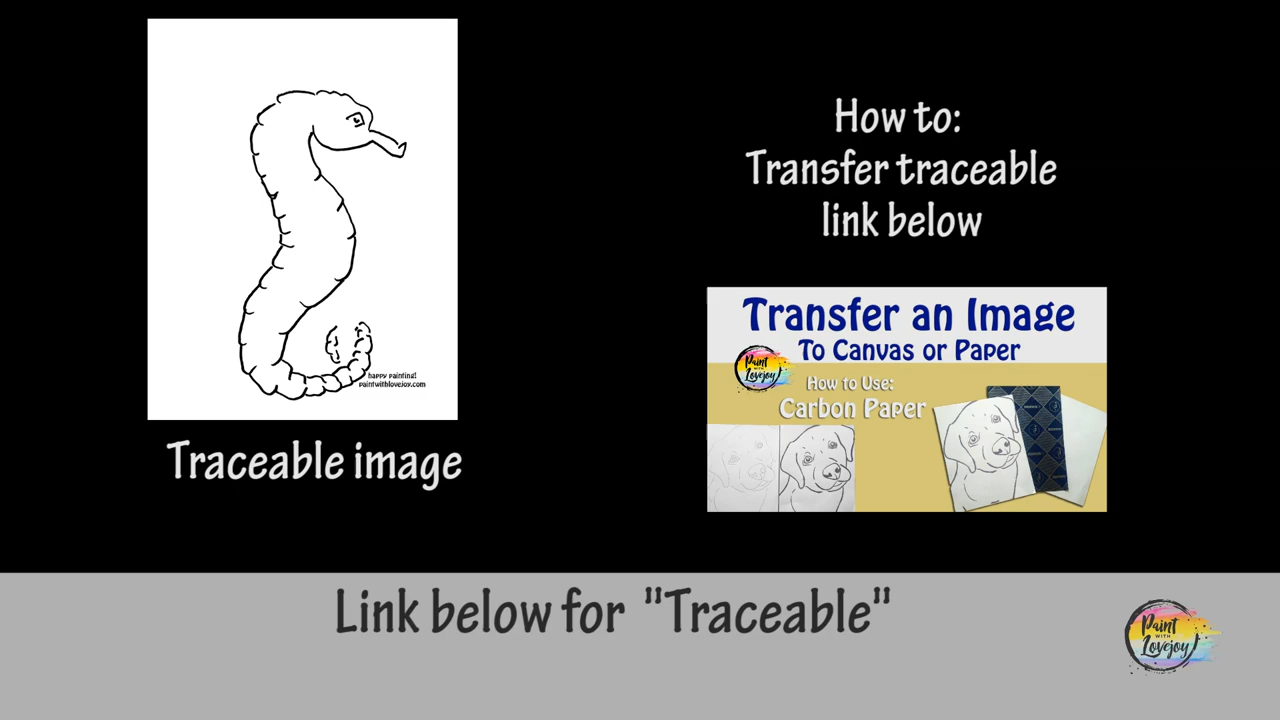 happy painting!
paintwithlovejoy.com
Traceable image
How to:
Transfer traceable
link below
Transfer an Image
To Canvas or Paper
Paint
with
Lovejoy
How to Use:
Carbon Paper
Link below for "Traceable"
Paint
WITH
Lovejoy